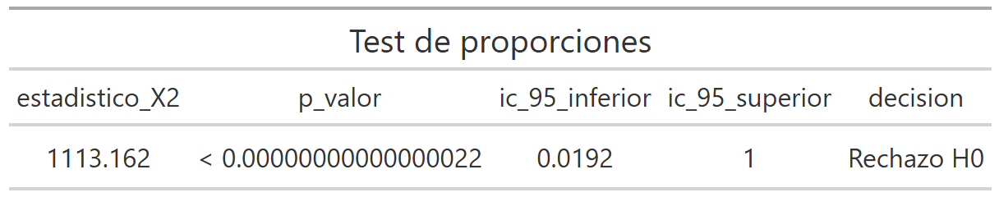 Test de proporciones
estadistico_X2 p_valor ic_95_inferior ic_95_superior decision
1113.162 < 0.00000000000000022 0.0192 1 Rechazo H0